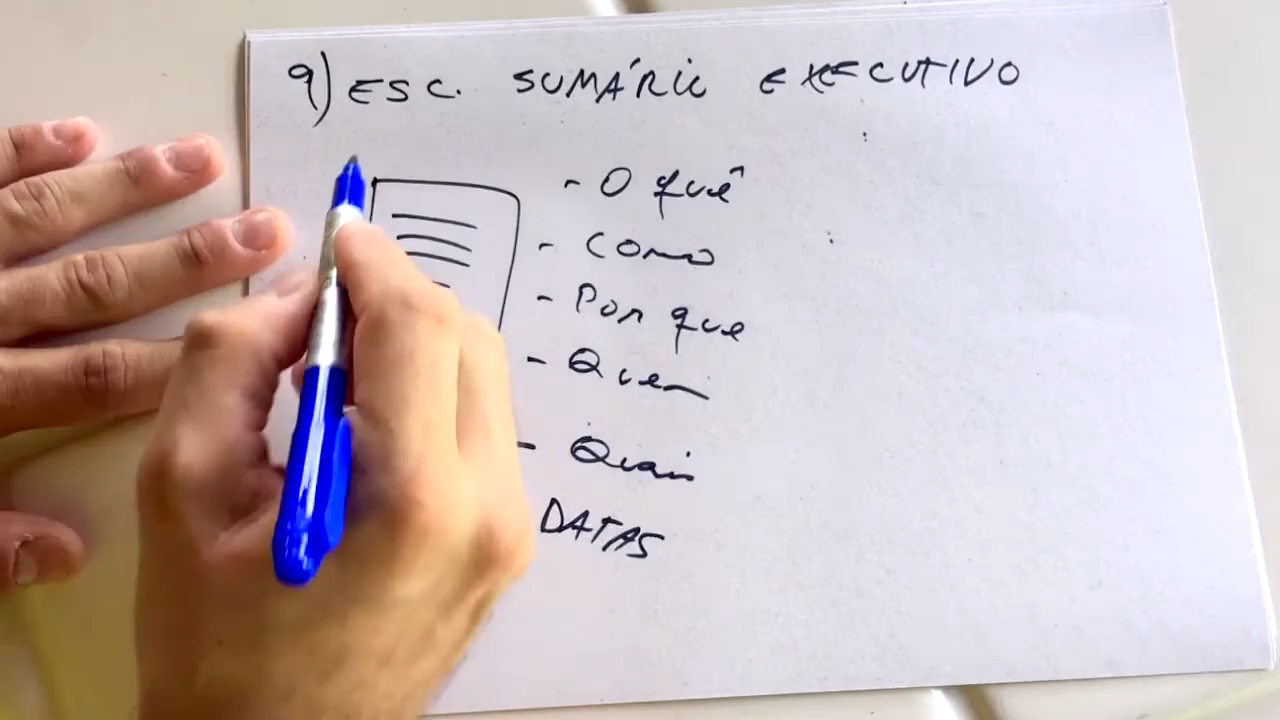 9) ESC. SUMÁRIO EXECUTIVO
- O quê
- Como
- Por que
- Quem
- Quais
DATAS